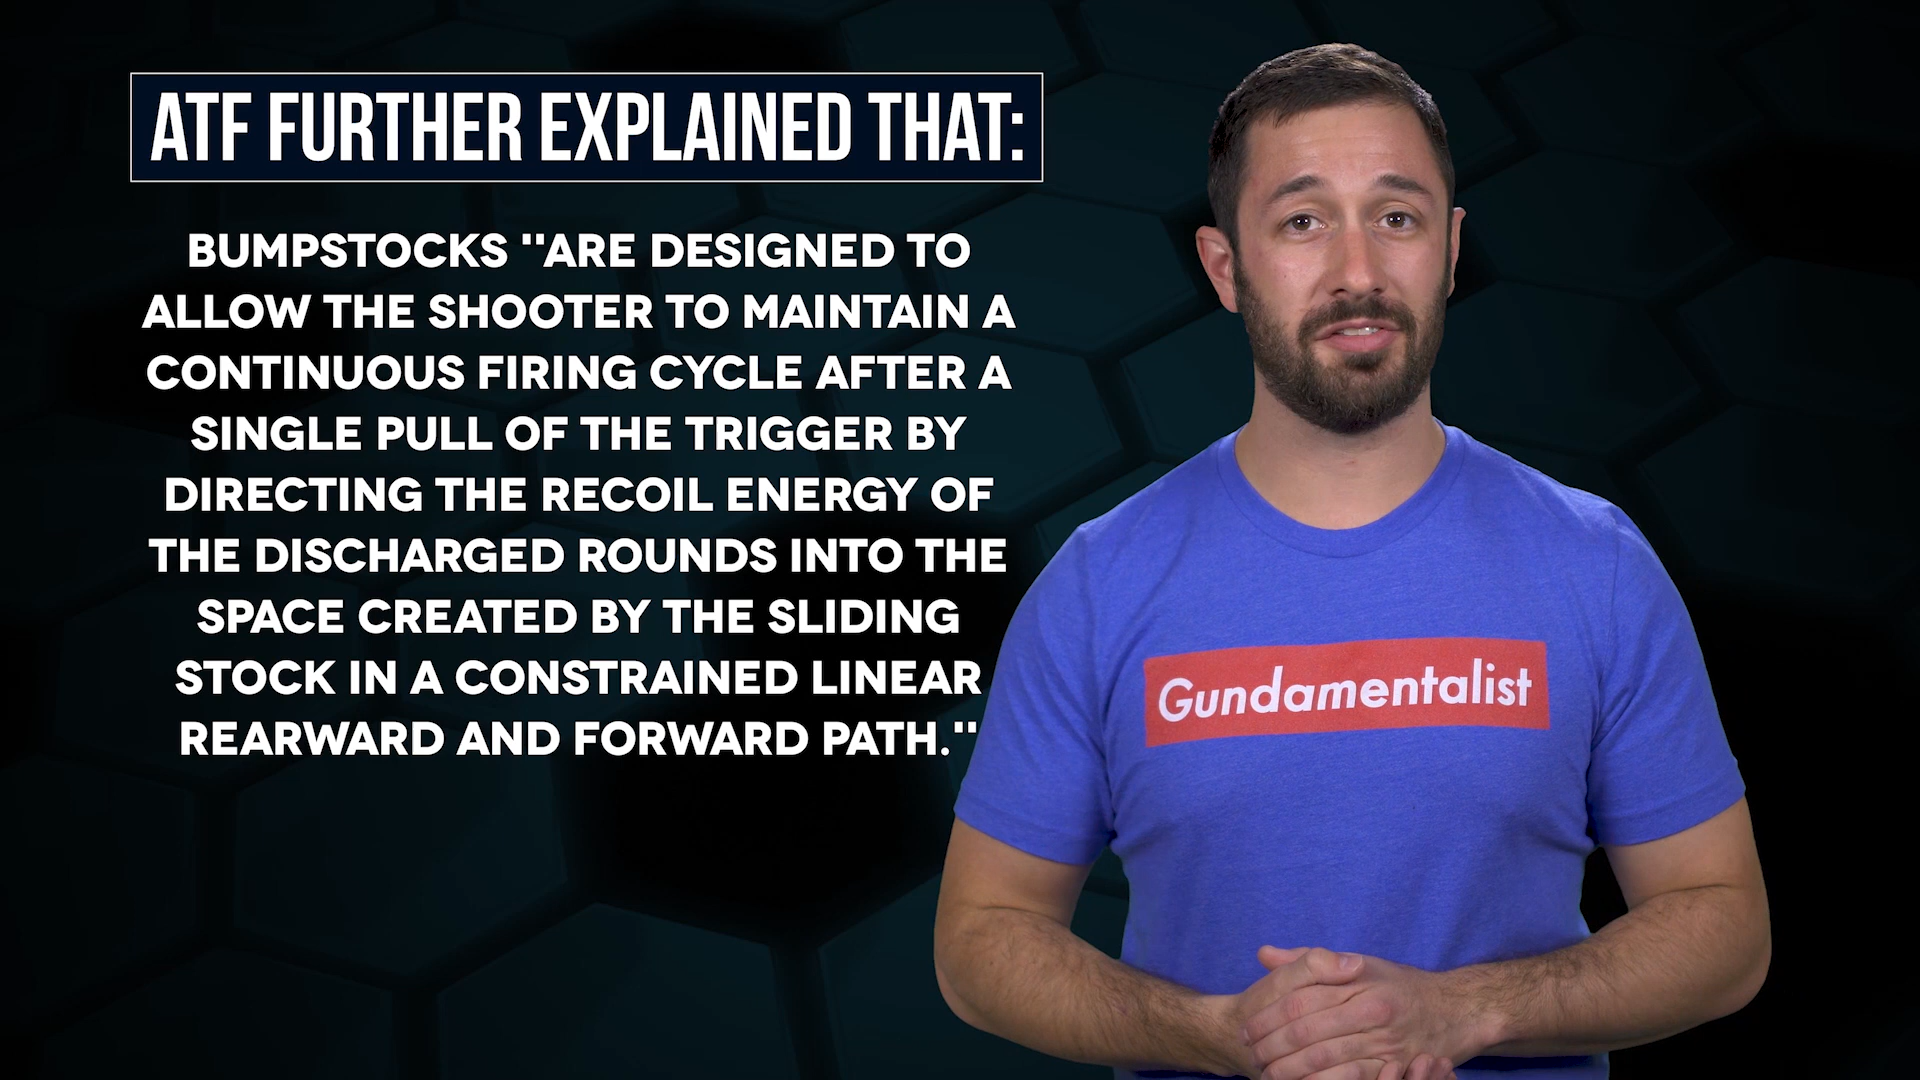 ATF FURTHER EXPLAINED THAT:
BUMPSTOCKS "ARE DESIGNED TO
ALLOW THE SHOOTER TO MAINTAIN A
CONTINUOUS FIRING CYCLE AFTER A
SINGLE PULL OF THE TRIGGER BY
DIRECTING THE RECOIL ENERGY OF
THE DISCHARGED ROUNDS INTO THE
SPACE CREATED BY THE SLIDING
STOCK IN A CONSTRAINED LINEAR
REARWARD AND FORWARD PATH."
Gundamentalist